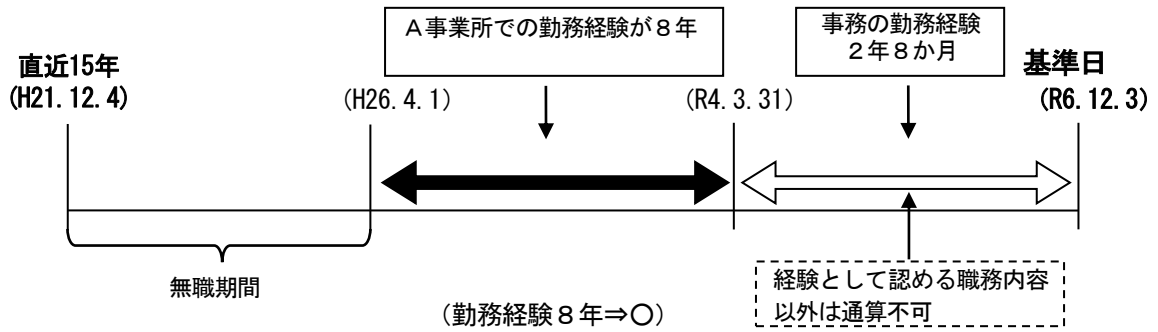 A事業所での勤務経験が8年
事務の勤務経験
2年8か月
直近15年
(H21.12.4)
(H26.4.1)
(R4.3.31)
基準日
(R6.12.3)
無職期間
経験として認める職務内容
以外は通算不可
(勤務経験8年⇒○)